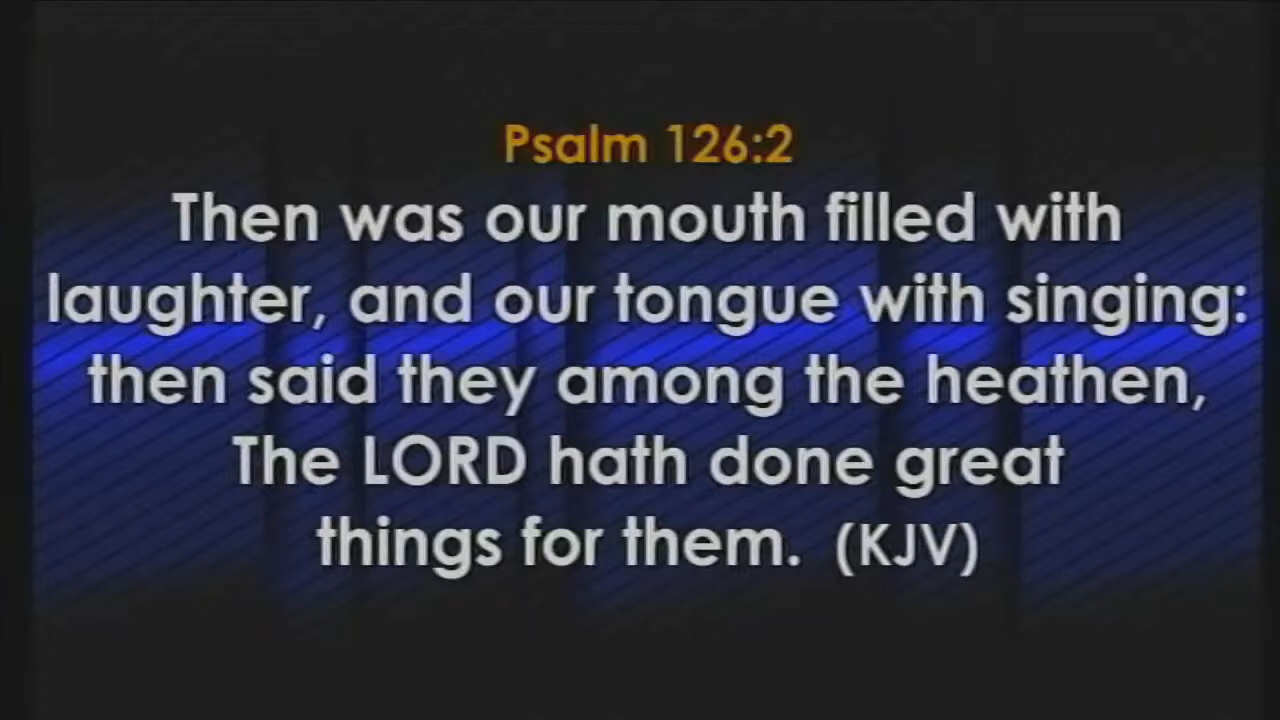 Psalm 126:2
Then was our mouth filled with
laughter, and our tongue with singing:
then said they among the heathen,
The LORD hath done great
things for them. (KJV)